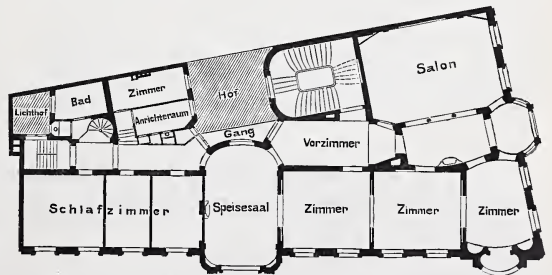 Salon
Zimmer
Hof
Bad
Lichthof
Anrichteraum
Gang
Vorzimmer
Schlafzimmer
Speisesaal
Zimmer
Zimmer
Zimmer